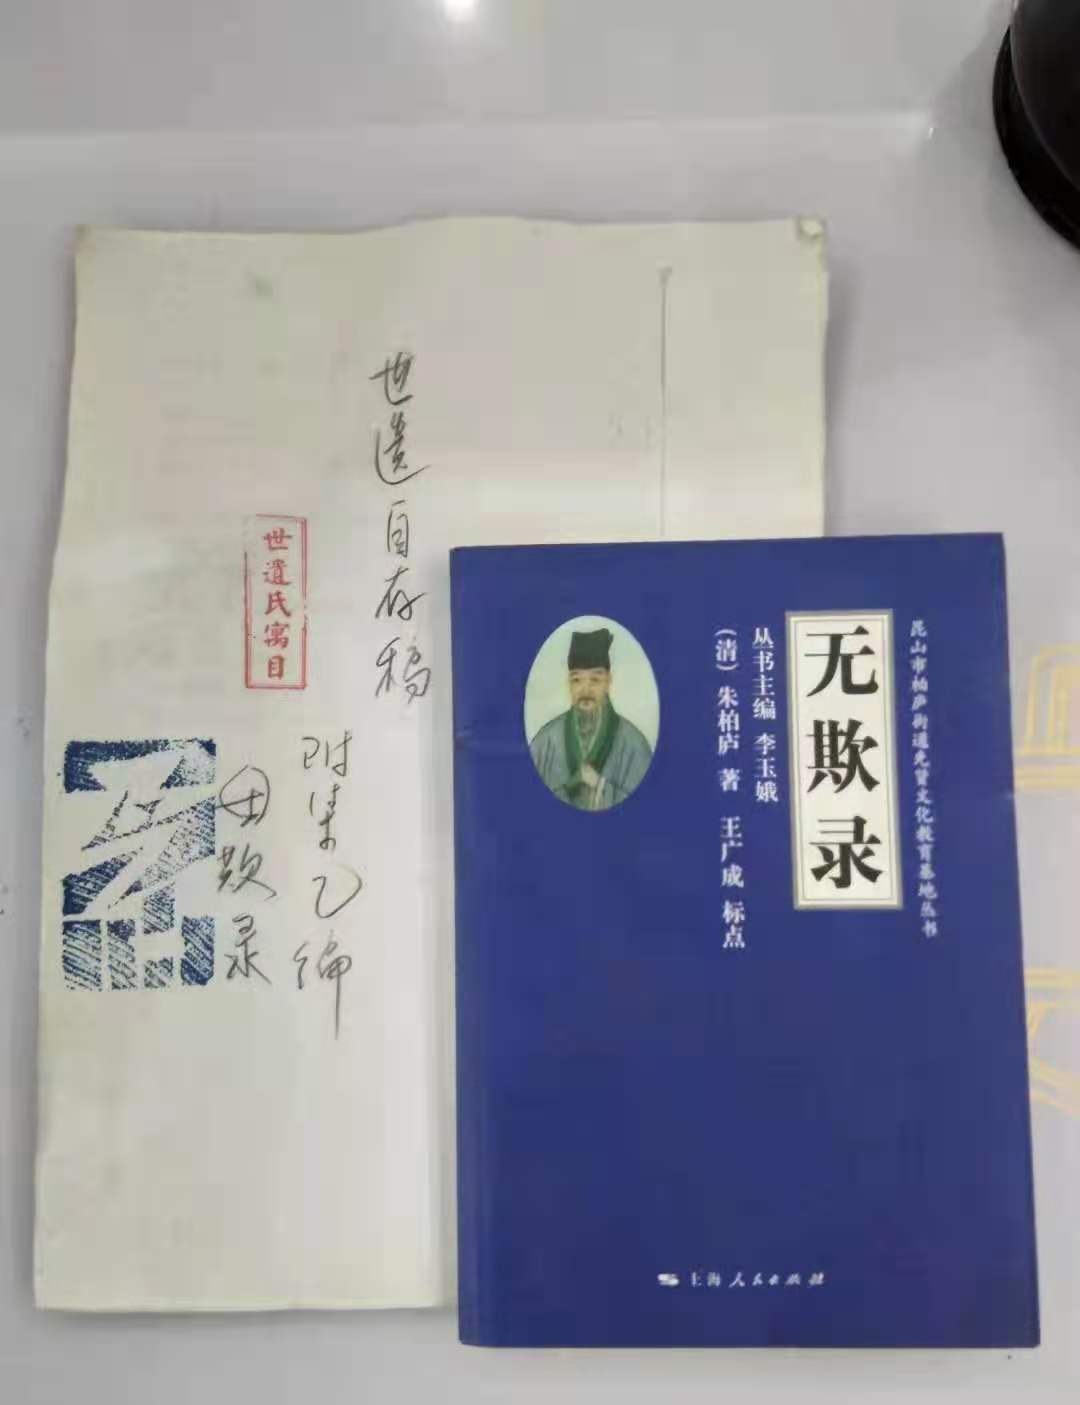 世遗自存稿
附集乙编
世遗氏寓目
欺录
昆山市柏庐街道先贤文化教育基地丛书
无欺录
丛书主编 李玉娥
（清）朱柏庐 著 王广成 标点
上海人民出版社